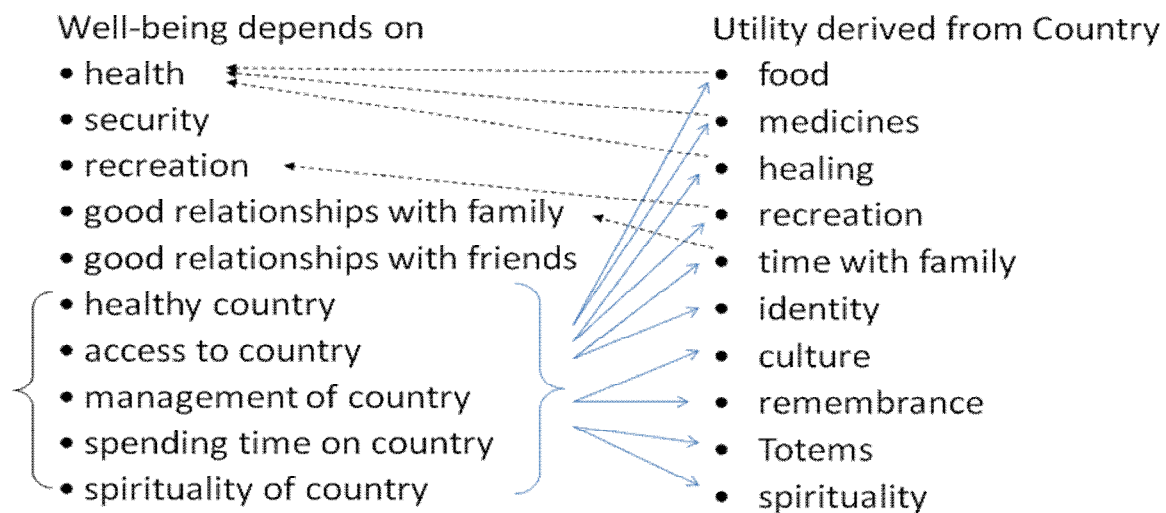 Well-being depends on
• health
• security
• recreation
• good relationships with family
• good relationships with friends
• healthy country
• access to country
• management of country
• spending time on country
• spirituality of country
Utility derived from Country
• food
• medicines
• healing
• recreation
• time with family
• identity
• culture
• remembrance
• Totems
• spirituality